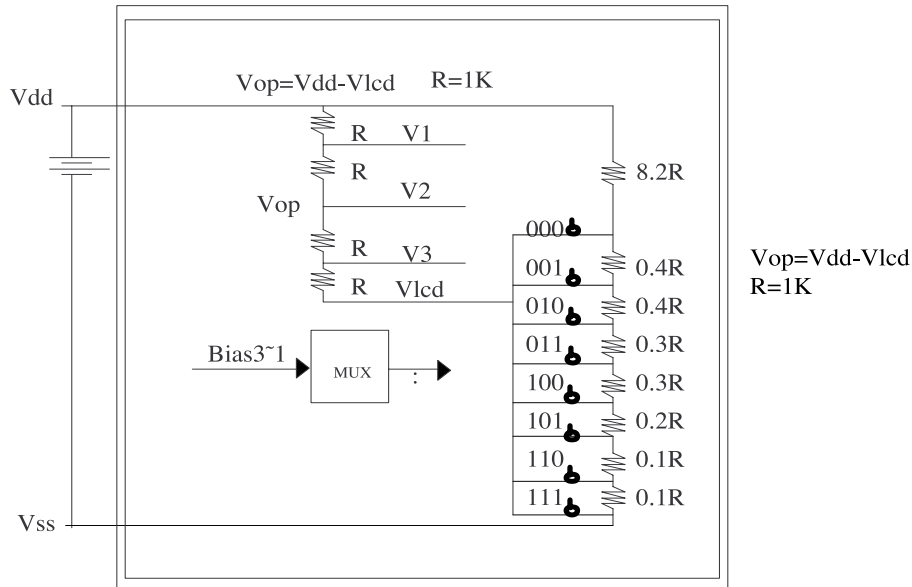 Vop=Vdd-Vlcd R=1K
Vdd
R V1
R
8.2R
V2
Vop
000
R V3
001 0.4R
R Vlcd
010 0.4R
Vop=Vdd-Vlcd
R=1K
011 0.3R
Bias3~1
MUX :
100 0.3R
101 0.2R
110 0.1R
111 0.1R
Vss